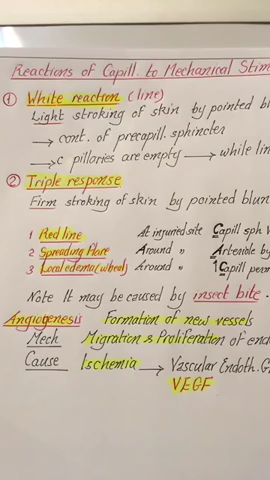 Reactions of Capill. to Mechanical Stim
① White reaction (line)
Light stroking of skin by pointed bl
→ cont. of precapill. sphincter
→ c pillaries are empty → while lin
② Triple response
Firm stroking of skin by pointed blun
1 Red line At injured site Capill sph V
2 Spreading flare Around " Arteriole by
3 Local edema (wheal) Around " ↑Capill perm
Note It may be caused by insect bite.
Angiogenesis Formation of new vessels
Mech Migration & Proliferation of end
Cause Ischemia → Vascular Endoth. G
VEGF